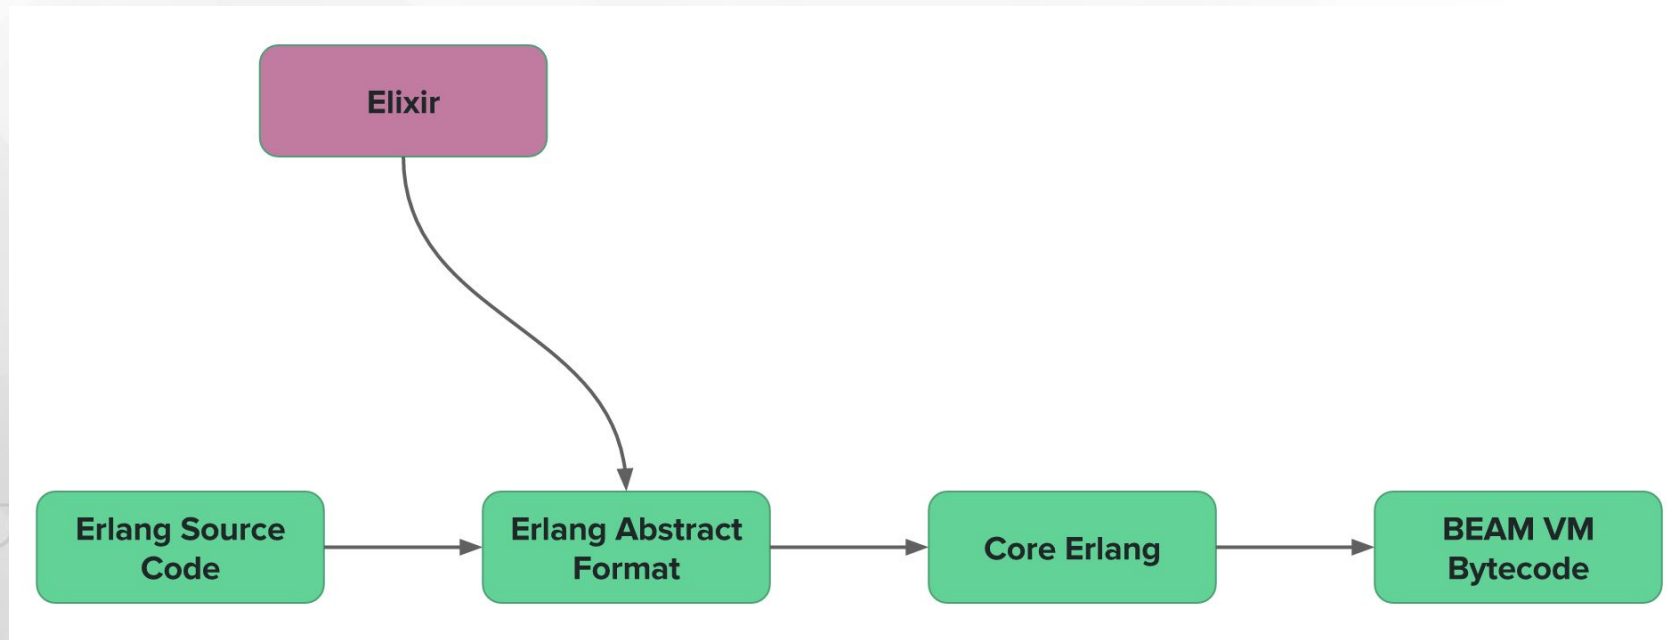 Elixir
Erlang Source
Code
Erlang Abstract
Format
Core Erlang
BEAM VM
Bytecode